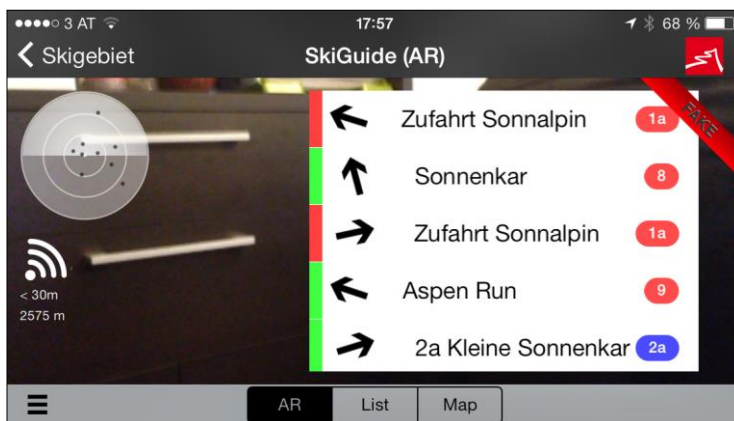 3 AT 17:57 68 %
Skigebiet SkiGuide (AR)
FAKE
Zufahrt Sonnalpin 1a
Sonnenkar 8
Zufahrt Sonnalpin 1a
Aspen Run 9
2a Kleine Sonnenkar 2a
< 30m
2575 m
AR List Map